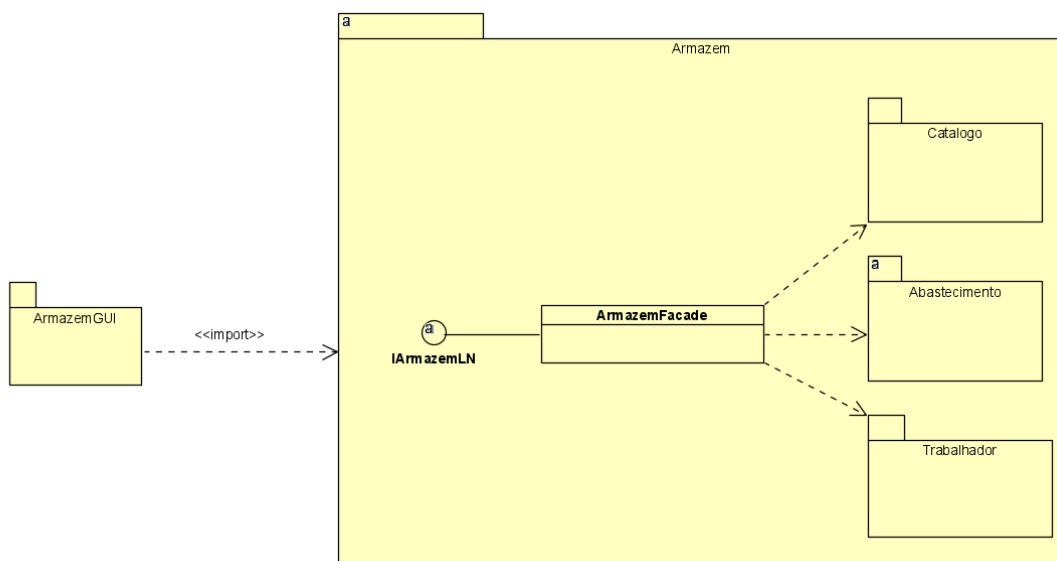 a
Armazem
Catalogo
a
Abastecimento
ArmazemGUI
<<import>>
a
IArmazemLN
ArmazemFacade
Trabalhador